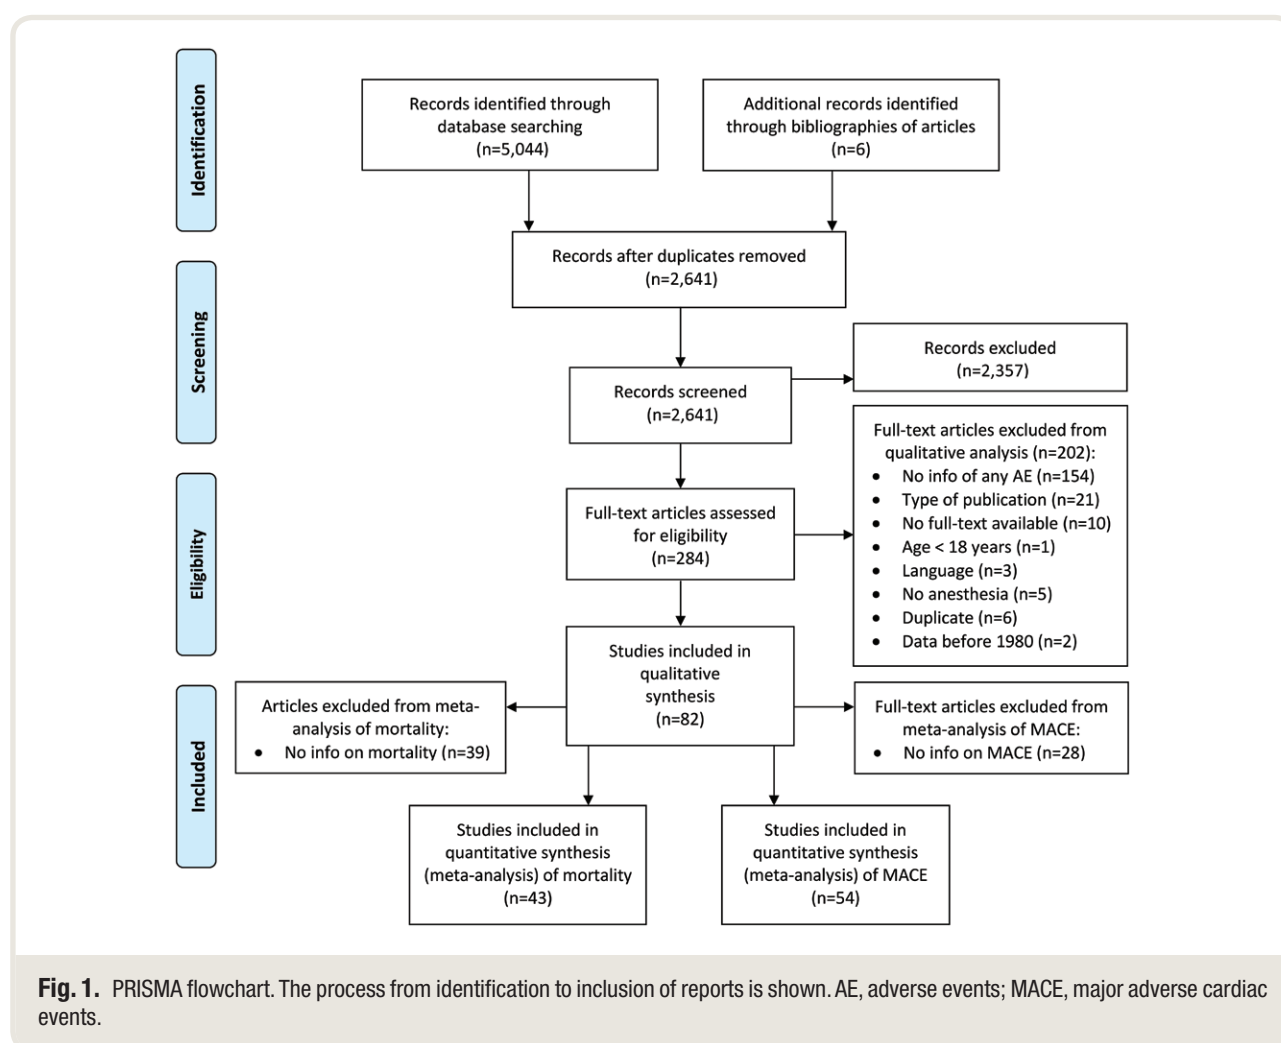 Identification
Records identified through
database searching
(n=5,044)
Additional records identified
through bibliographies of articles
(n=6)
Records after duplicates removed
(n=2,641)
Screening
Records excluded
(n=2,357)
Records screened
(n=2,641)
Full-text articles excluded from
qualitative analysis (n=202):
• No info of any AE (n=154)
• Type of publication (n=21)
• No full-text available (n=10)
• Age < 18 years (n=1)
• Language (n=3)
• No anesthesia (n=5)
• Duplicate (n=6)
• Data before 1980 (n=2)
Eligibility
Full-text articles assessed
for eligibility
(n=284)
Studies included in
qualitative
synthesis
(n=82)
Included
Articles excluded from meta-
analysis of mortality:
• No info on mortality (n=39)
Full-text articles excluded from
meta-analysis of MACE:
• No info on MACE (n=28)
Studies included in
quantitative synthesis
(meta-analysis) of mortality
(n=43)
Studies included in
quantitative synthesis
(meta-analysis) of MACE
(n=54)
Fig. 1. PRISMA flowchart. The process from identification to inclusion of reports is shown. AE, adverse events; MACE, major adverse cardiac
events.